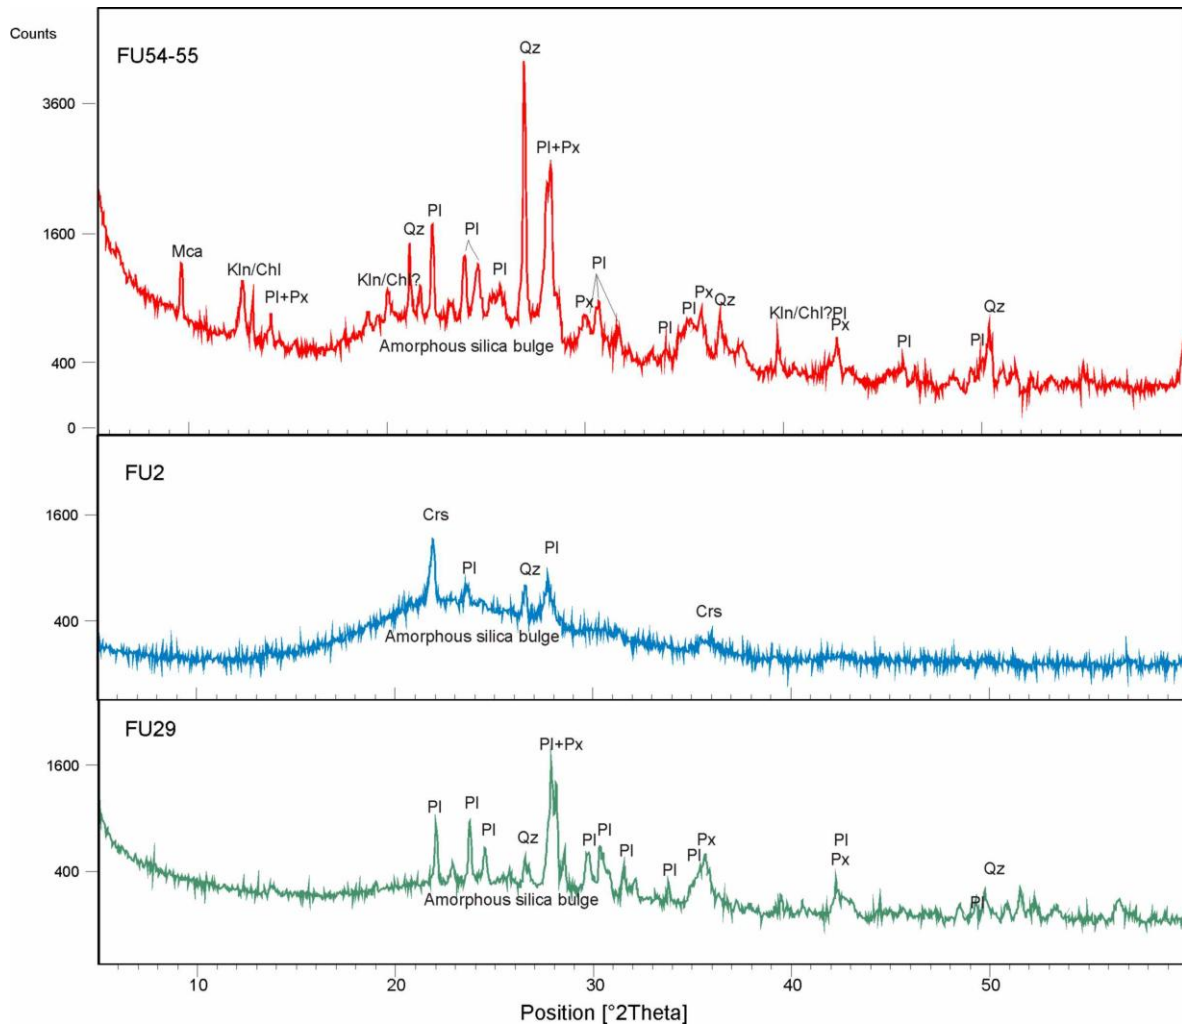 Counts
FU54-55
Qz
3600
Pl+Px
Pl
1600
Qz
Pl
Mca
Kln/Chl
Pl
Pl
Kln/Chl?
Pl+Px
Px
Px
Qz
Pl
Kln/Chl?Pl
Qz
Px
Pl
Pl
Pl
Amorphous silica bulge
400
0
FU2
1600
Crs
Pl
Pl
Qz
400
Crs
Amorphous silica bulge
FU29
Pl+Px
1600
Pl
Pl
Pl
Qz
Pl
Pl
Pl
Px
Pl
Pl
Pl
Px
400
Qz
Amorphous silica bulge
Pl
Pl
10
20
30
40
50
Position [°2Theta]